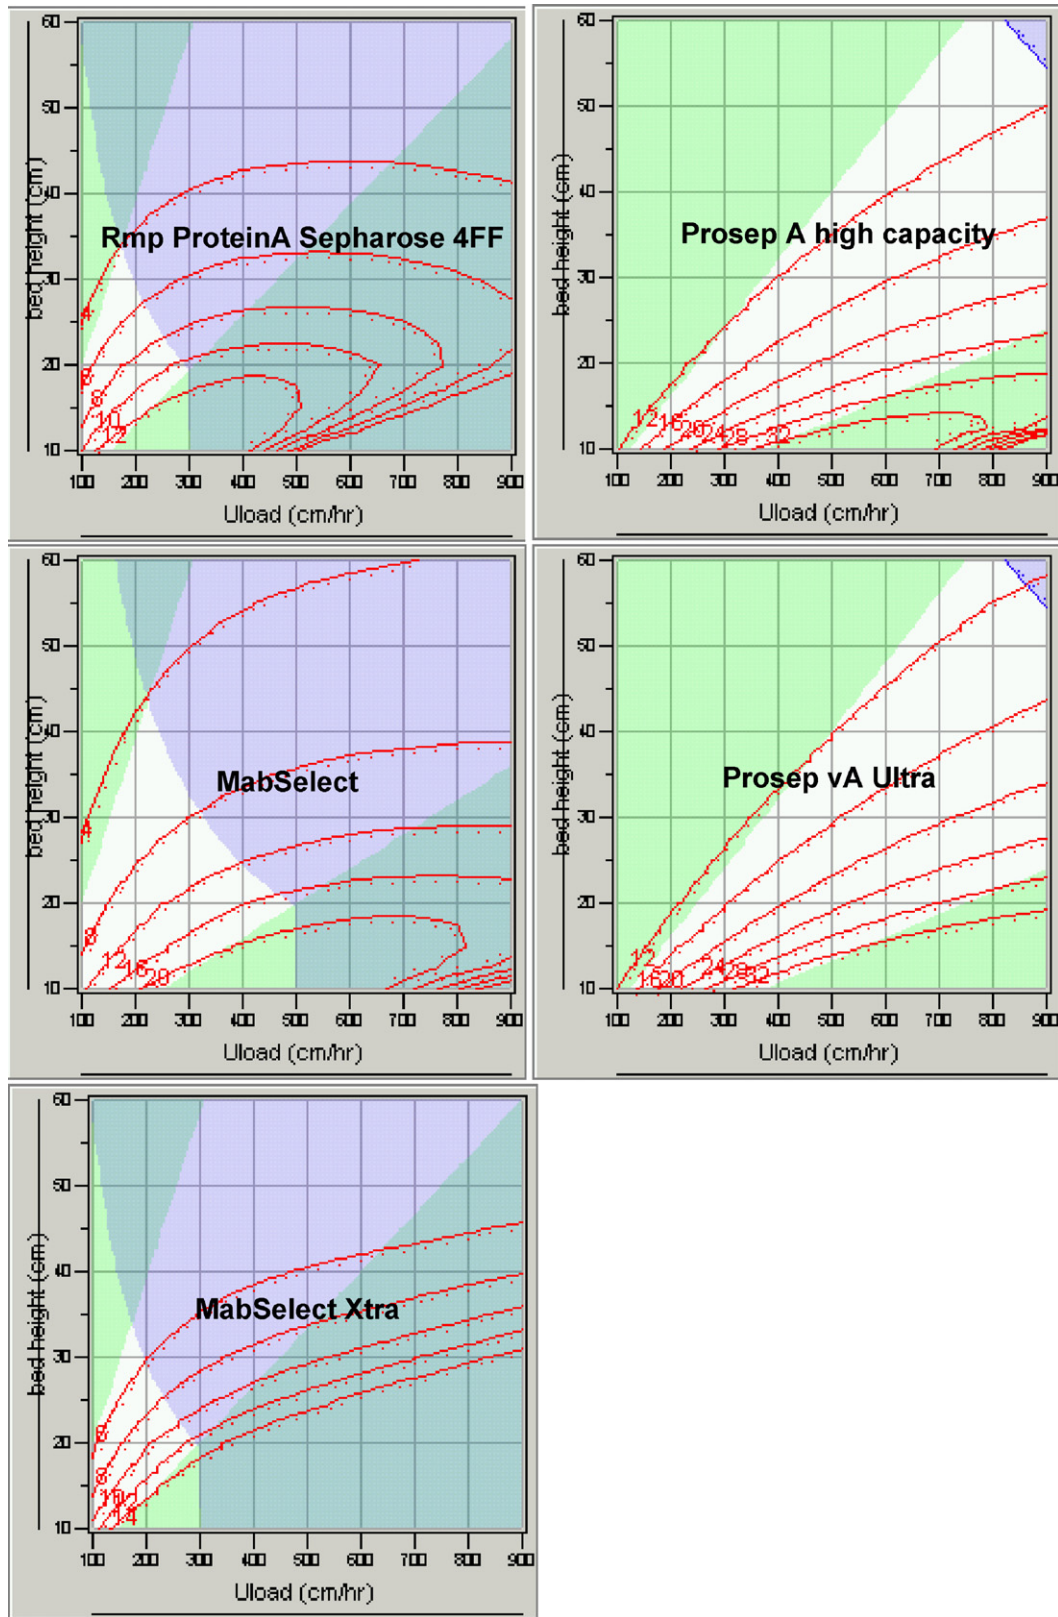 60
50
40
30
20
10
bed height (cm)
Rmp ProteinA Sepharose 4FF
4
6
8
10
12
100 200 300 400 500 600 700 800 900
Uload (cm/hr)
60
50
40
30
20
10
bed height (cm)
Prosep A high capacity
12
16
20
24
28
32
100 200 300 400 500 600 700 800 900
Uload (cm/hr)
60
50
40
30
20
10
bed height (cm)
MabSelect
4
8
12
16
20
100 200 300 400 500 600 700 800 900
Uload (cm/hr)
60
50
40
30
20
10
bed height (cm)
Prosep vA Ultra
12
16
20
24
28
32
100 200 300 400 500 600 700 800 900
Uload (cm/hr)
60
50
40
30
20
10
bed height (cm)
MabSelect Xtra
6
8
10
12
14
100 200 300 400 500 600 700 800 900
Uload (cm/hr)